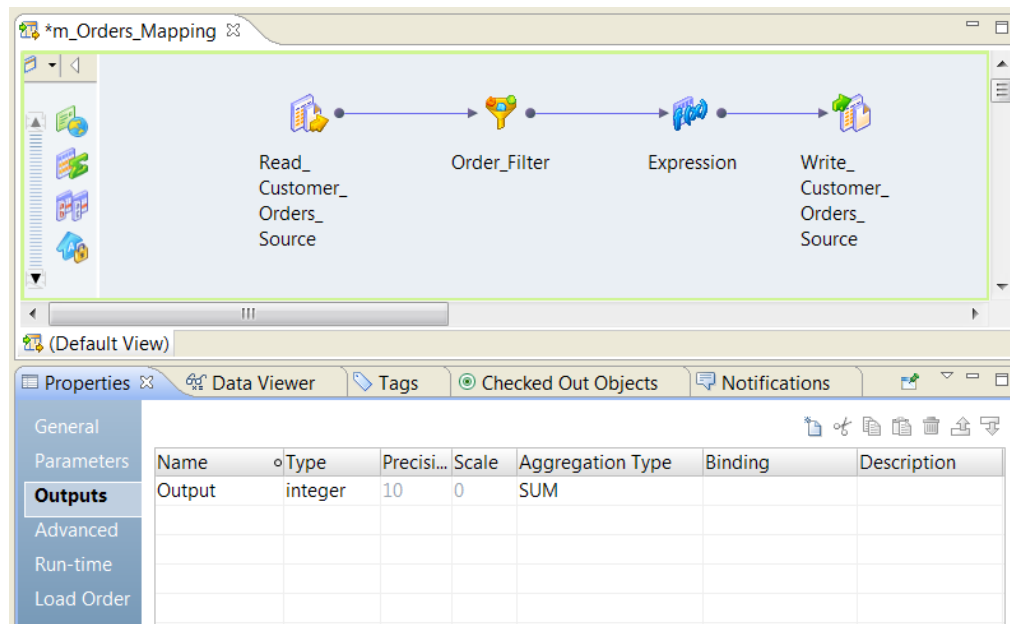 *m_Orders_Mapping
Read_ Order_Filter Expression Write_
Customer_ Customer_
Orders_ Orders_
Source Source
(Default View)
Properties Data Viewer Tags Checked Out Objects Notifications
General
Parameters
Outputs
Advanced
Run-time
Load Order
Name Type Precisi... Scale Aggregation Type Binding Description
Output integer 10 0 SUM